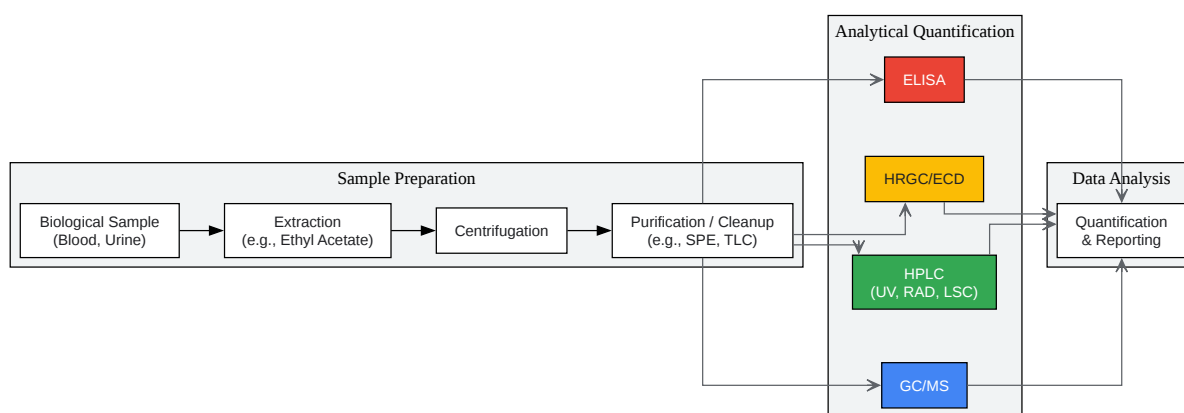 Sample Preparation
Biological Sample
(Blood, Urine)
Extraction
(e.g., Ethyl Acetate)
Centrifugation
Purification / Cleanup
(e.g., SPE, TLC)
Analytical Quantification
ELISA
HRGC/ECD
HPLC
(UV, RAD, LSC)
GC/MS
Data Analysis
Quantification
& Reporting